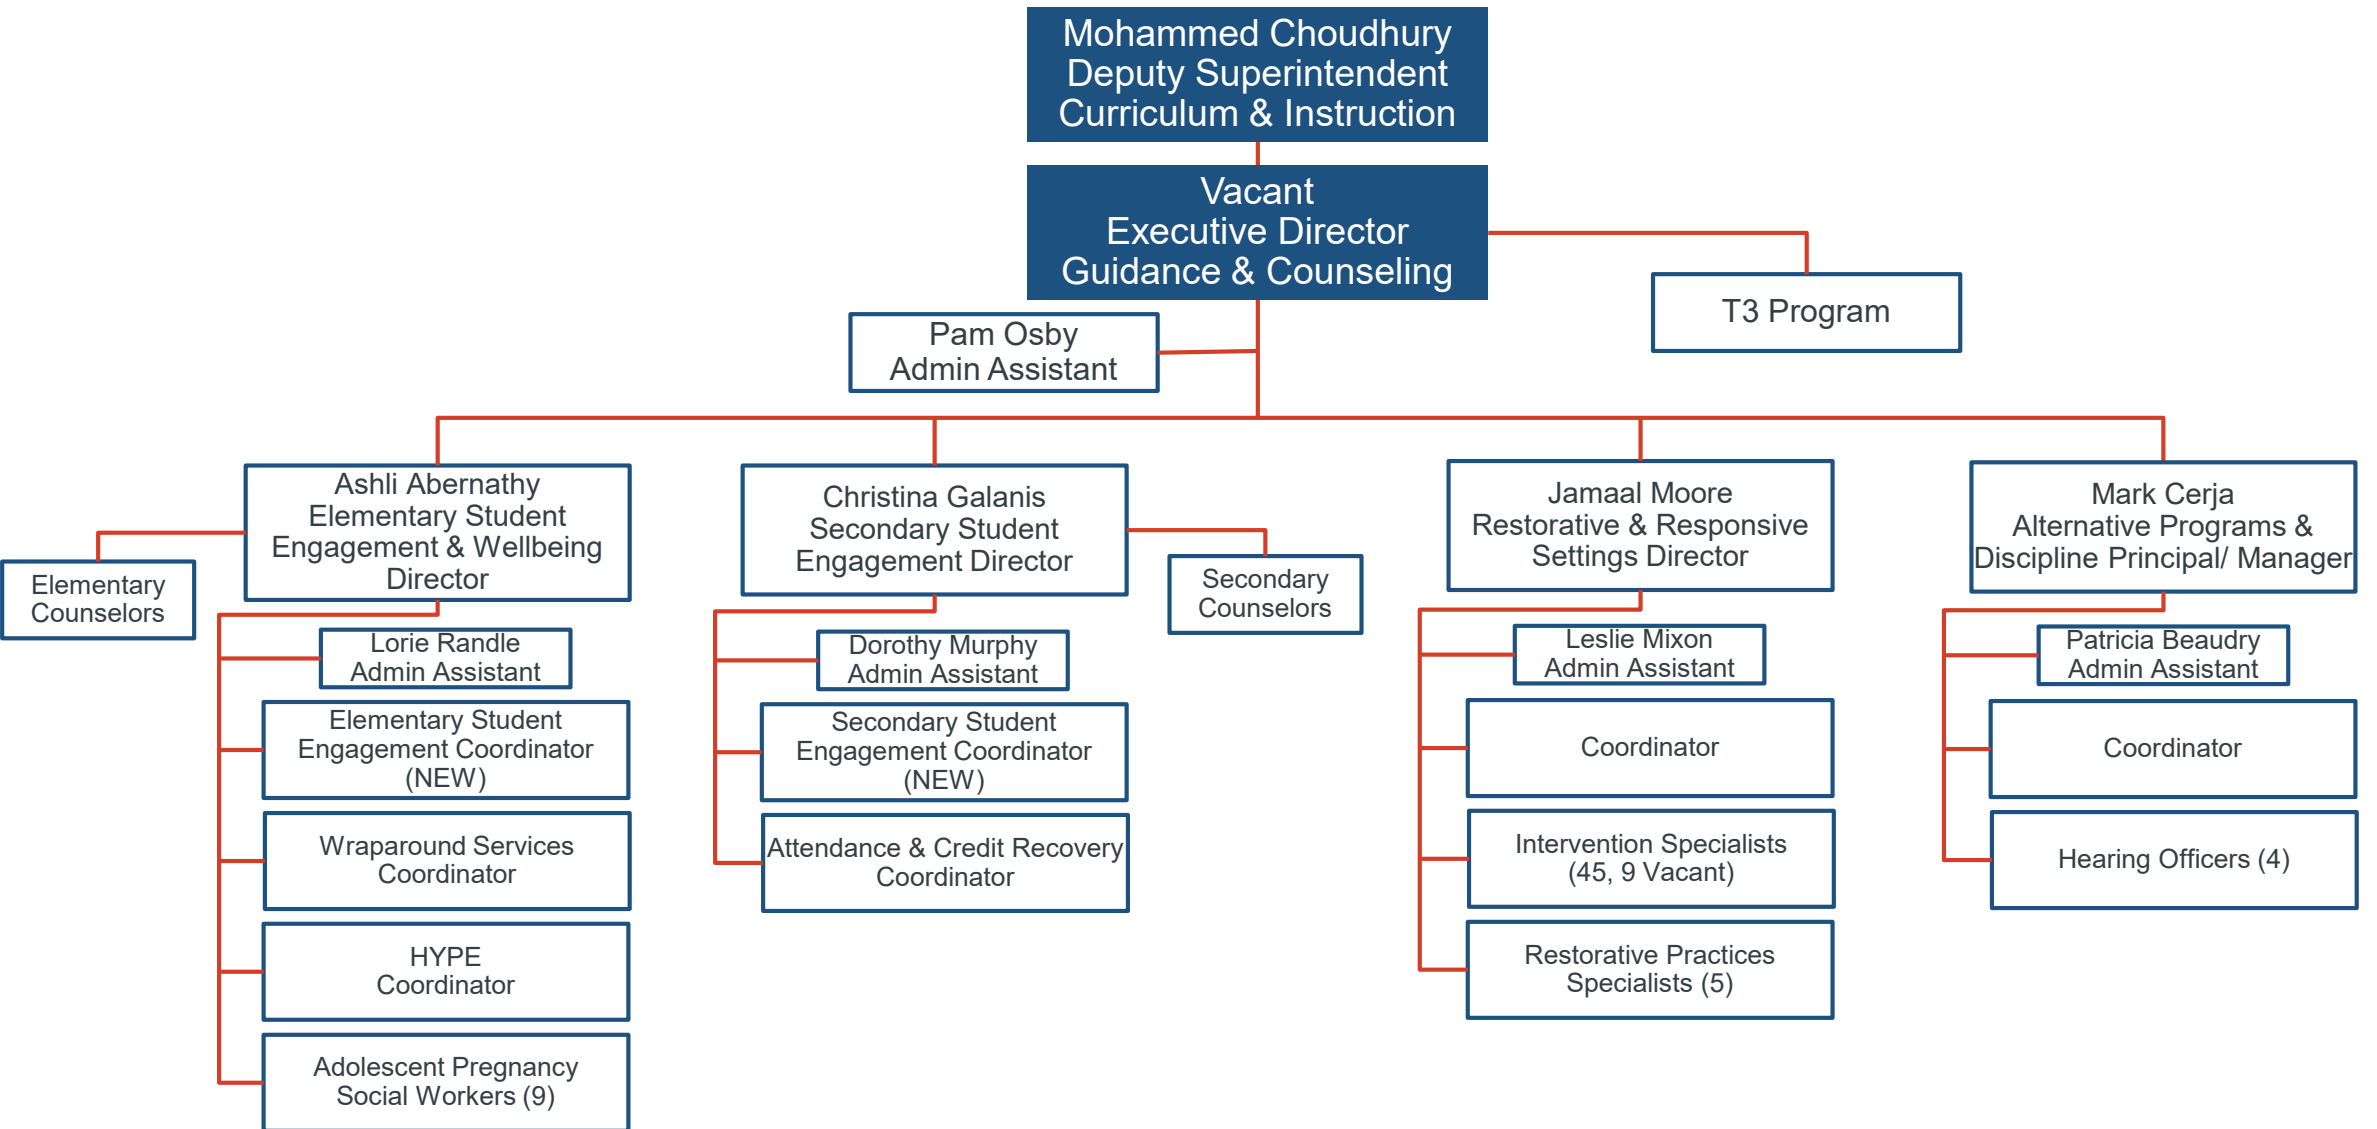 Mohammed Choudhury
Deputy Superintendent
Curriculum & Instruction
Vacant
Executive Director
Guidance & Counseling
T3 Program
Pam Osby
Admin Assistant
Ashli Abernathy
Elementary Student
Engagement & Wellbeing
Director
Elementary
Counselors
Lorie Randle
Admin Assistant
Elementary Student
Engagement Coordinator
(NEW)
Wraparound Services
Coordinator
HYPE
Coordinator
Adolescent Pregnancy
Social Workers (9)
Christina Galanis
Secondary Student
Engagement Director
Secondary
Counselors
Dorothy Murphy
Admin Assistant
Secondary Student
Engagement Coordinator
(NEW)
Attendance & Credit Recovery
Coordinator
Jamaal Moore
Restorative & Responsive
Settings Director
Leslie Mixon
Admin Assistant
Coordinator
Intervention Specialists
(45, 9 Vacant)
Restorative Practices
Specialists (5)
Mark Cerja
Alternative Programs &
Discipline Principal/ Manager
Patricia Beaudry
Admin Assistant
Coordinator
Hearing Officers (4)